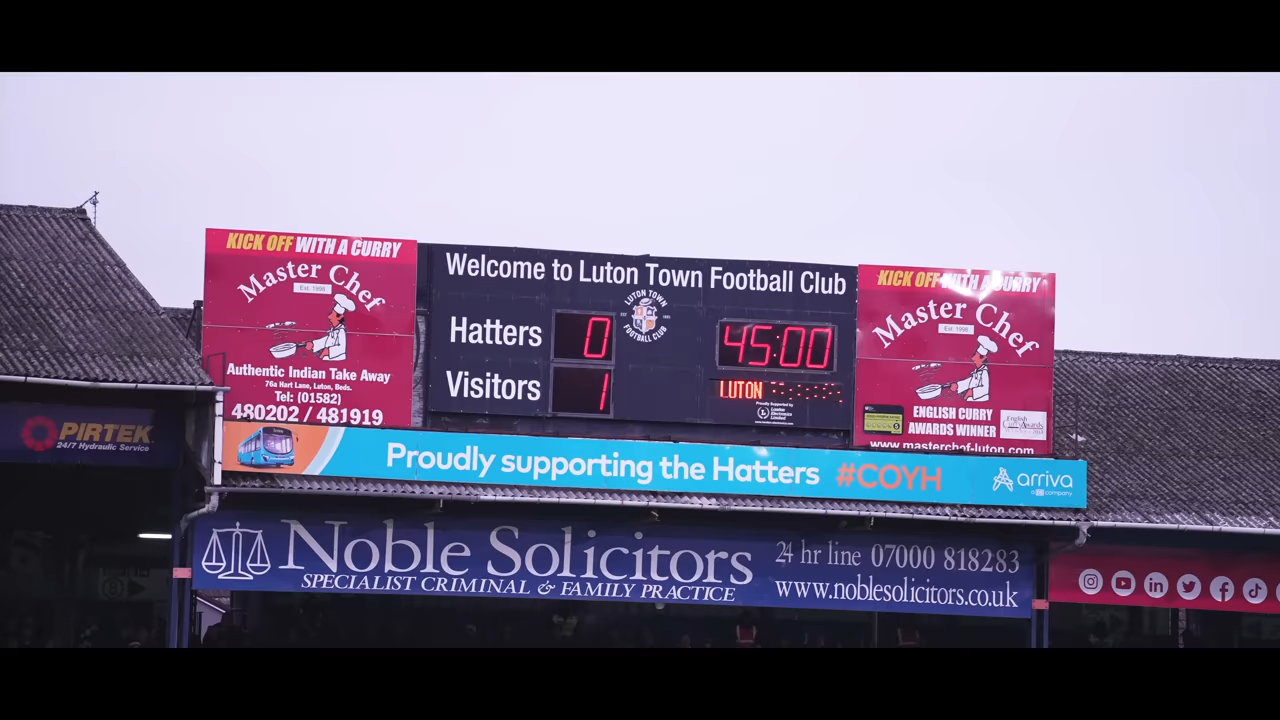 KICK OFF WITH A CURRY
Master Chef
Est. 1998
Authentic Indian Take Away
76a Hart Lane, Luton, Beds.
Tel: (01582)
480202 / 481919
Welcome to Luton Town Football Club
LUTON TOWN
FOOTBALL CLUB
Hatters 0
Visitors 1
45:00
LUTON
Proudly Supported by
KICK OFF WITH A CURRY
Master Chef
Est. 1998
ENGLISH CURRY
AWARDS WINNER
www.masterchef-luton.com
PIRTEK
24/7 Hydraulic Service
Proudly supporting the Hatters #COYH
arriva
Noble Solicitors
SPECIALIST CRIMINAL & FAMILY PRACTICE
24 hr line 07000 818283
www.noblesolicitors.co.uk